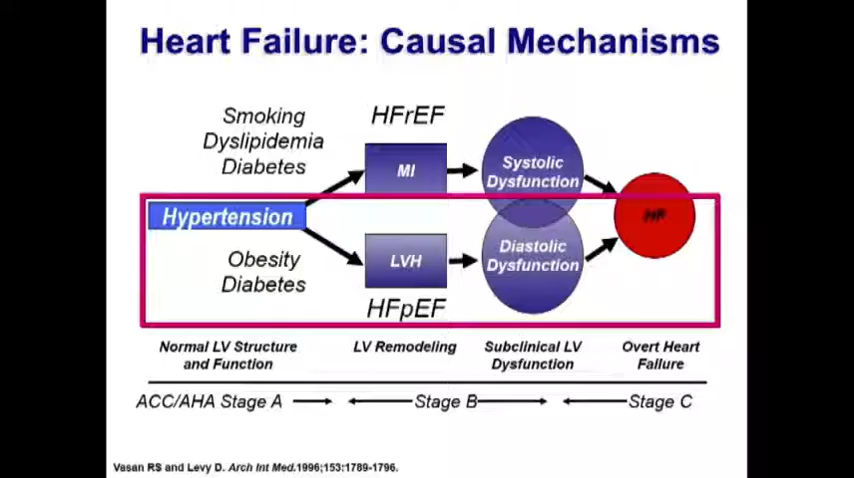 Heart Failure: Causal Mechanisms
Smoking
Dyslipidemia
Diabetes
HFrEF
MI
Systolic
Dysfunction
Hypertension
HF
Obesity
Diabetes
LVH
HFpEF
Diastolic
Dysfunction
Normal LV Structure
and Function
LV Remodeling
Subclinical LV
Dysfunction
Overt Heart
Failure
ACC/AHA Stage A
Stage B
Stage C
Vasan RS and Levy D. Arch Int Med.1996;153:1789-1796.